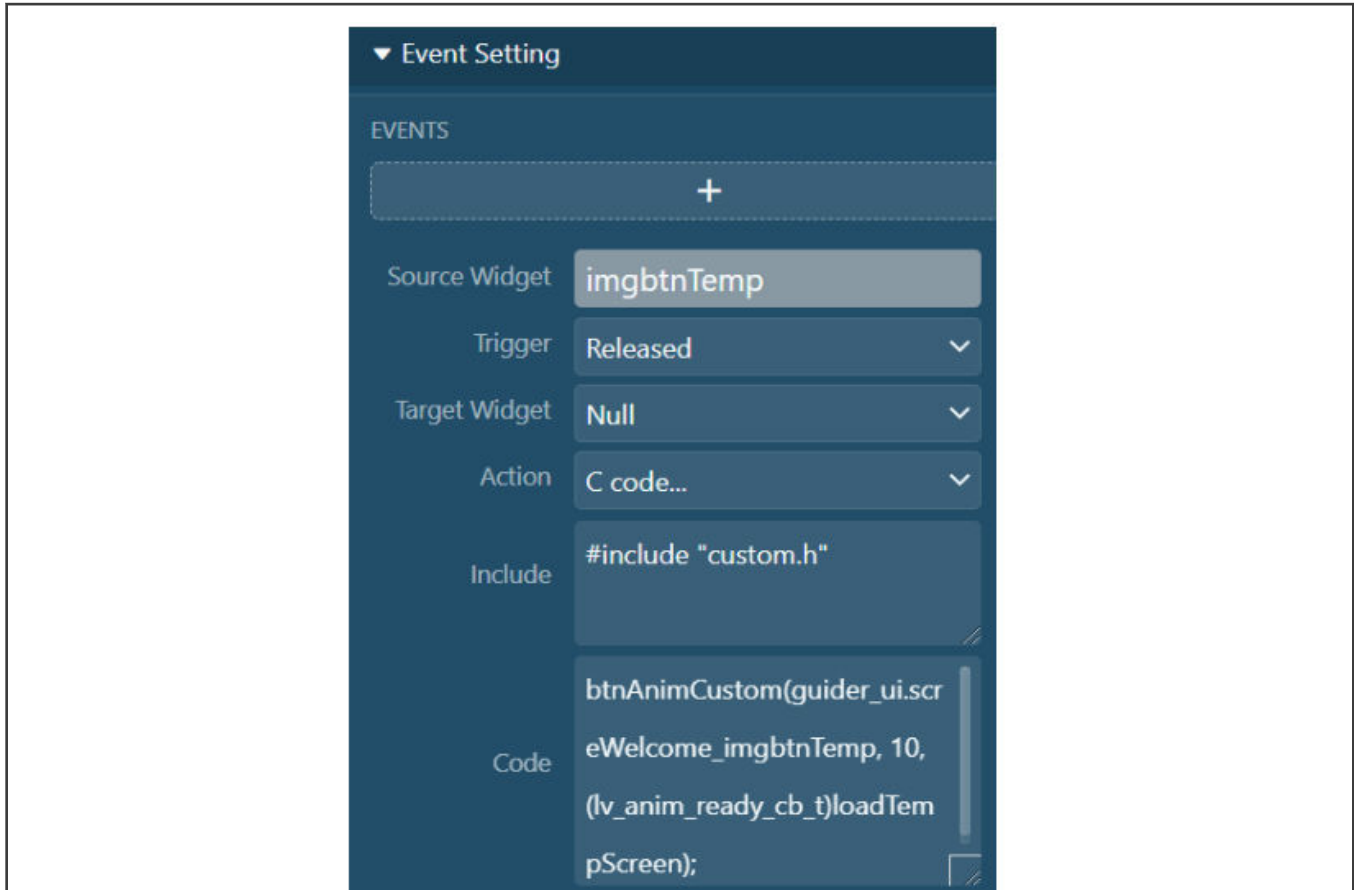 Event Setting
EVENTS
+
Source Widget imgbtnTemp
Trigger Released
Target Widget Null
Action C code...
Include #include "custom.h"
Code btnAnimCustom(guider_ui.scr
eWelcome_imgbtnTemp, 10,
(lv_anim_ready_cb_t)loadTem
pScreen);